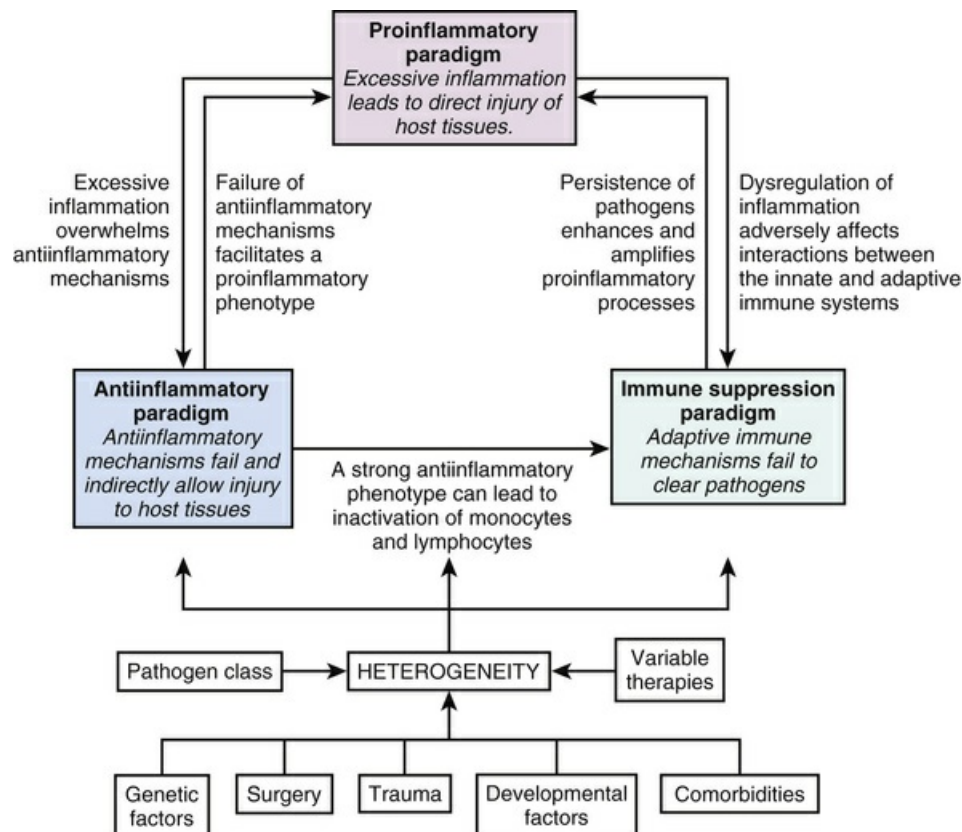 Proinflammatory
paradigm
Excessive inflammation
leads to direct injury of
host tissues.
Excessive
inflammation
overwhelms
antiinflammatory
mechanisms
Failure of
antiinflammatory
mechanisms
facilitates a
proinflammatory
phenotype
Persistence of
pathogens
enhances and
amplifies
proinflammatory
processes
Dysregulation of
inflammation
adversely affects
interactions between
the innate and adaptive
immune systems
Antiinflammatory
paradigm
Antiinflammatory
mechanisms fail and
indirectly allow injury
to host tissues
A strong antiinflammatory
phenotype can lead to
inactivation of monocytes
and lymphocytes
Immune suppression
paradigm
Adaptive immune
mechanisms fail to
clear pathogens
Pathogen class
HETEROGENEITY
Variable
therapies
Genetic
factors
Surgery
Trauma
Developmental
factors
Comorbidities